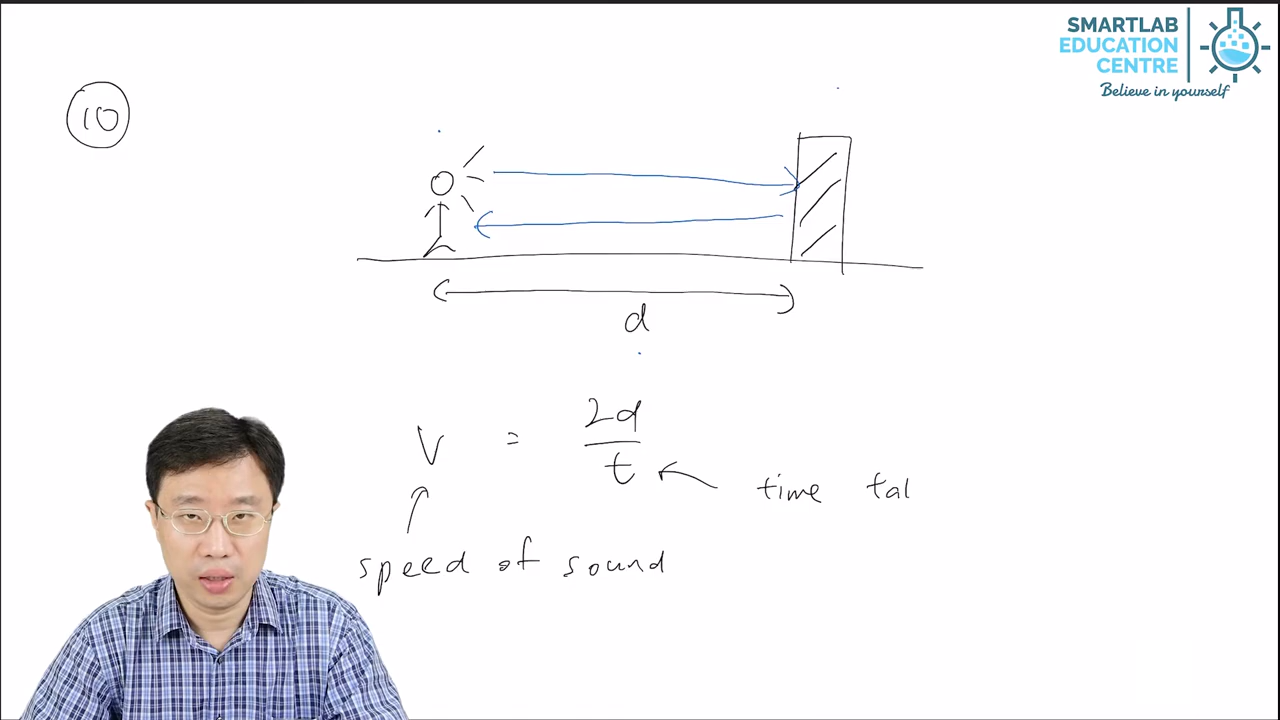 SMARTLAB
EDUCATION
CENTRE
Believe in yourself
10
d
v = 2d
t
time tal
speed of sound